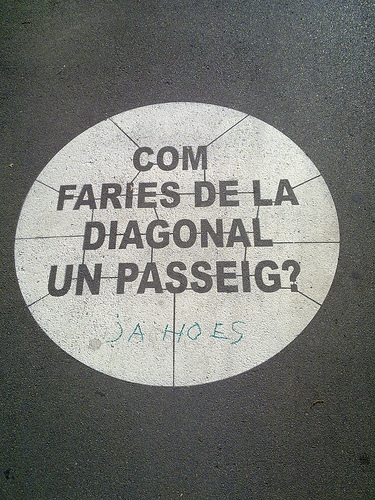 COM
FARIES DE LA
DIAGONAL
UN PASSEIG?
JA HO ES